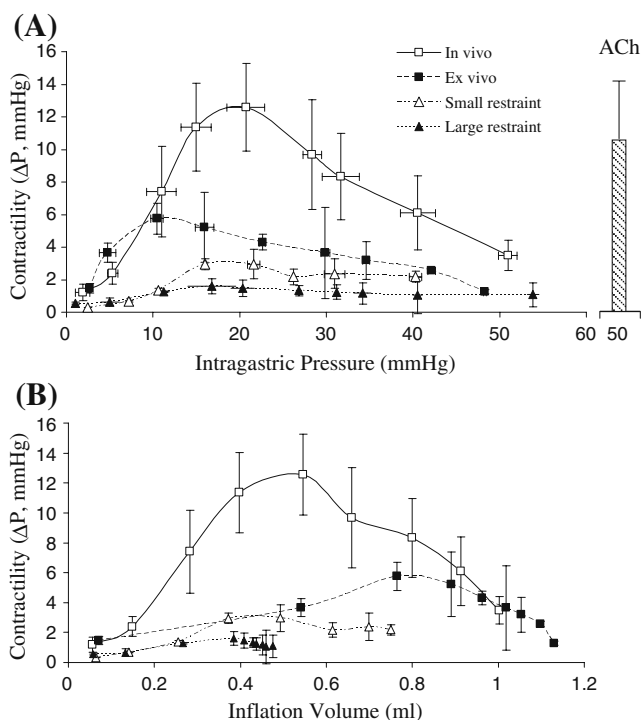 (A)
16
14
12
10
8
6
4
2
0
Contractility (ΔP, mmHg)
In vivo
Ex vivo
Small restraint
Large restraint
ACh
0 10 20 30 40 50 60
50
Intragastric Pressure (mmHg)
(B)
16
14
12
10
8
6
4
2
0
Contractility (ΔP, mmHg)
0 0.2 0.4 0.6 0.8 1 1.2
Inflation Volume (ml)